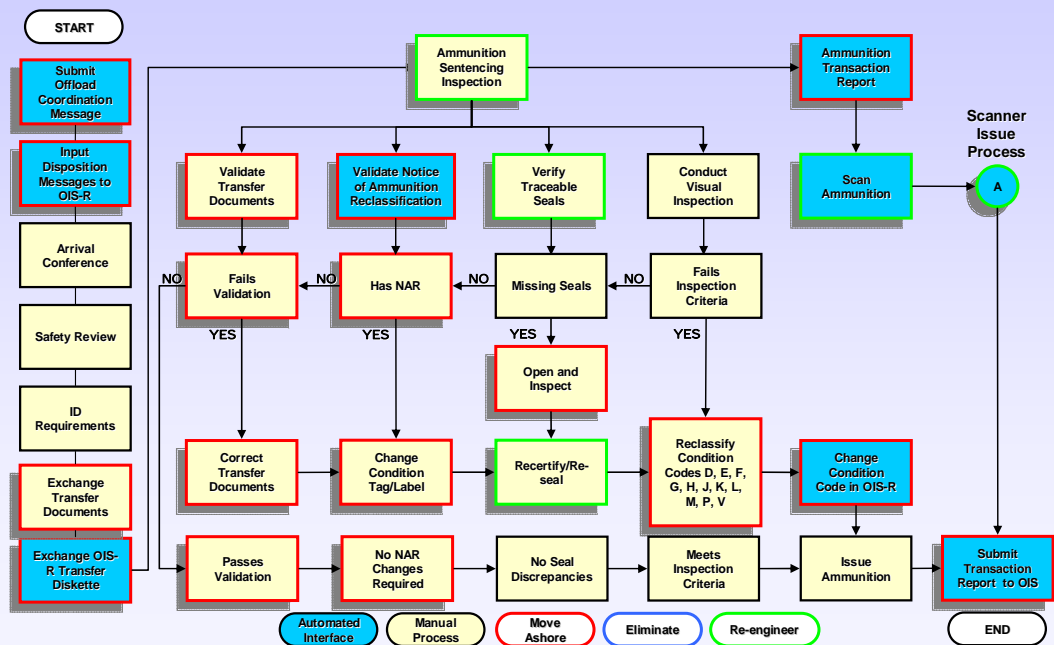 START
Submit
Offload
Coordination
Message
Input
Disposition
Messages to
OIS-R
Arrival
Conference
Safety Review
ID
Requirements
Exchange
Transfer
Documents
Exchange OIS-
R Transfer
Diskette
Ammunition
Sentencing
Inspection
Ammunition
Transaction
Report
Scanner
Issue
Process
Validate
Transfer
Documents
Validate Notice
of Ammunition
Reclassification
Verify
Traceable
Seals
Conduct
Visual
Inspection
Scan
Ammunition
A
NO
Fails
Validation
NO
Has NAR
NO
Missing Seals
NO
Fails
Inspection
Criteria
YES
YES
YES
YES
Open and
Inspect
Correct
Transfer
Documents
Change
Condition
Tag/Label
Recertify/Re-
seal
Reclassify
Condition
Codes D, E, F,
G, H, J, K, L,
M, P, V
Change
Condition
Code in OIS-R
Passes
Validation
No NAR
Changes
Required
No Seal
Discrepancies
Meets
Inspection
Criteria
Issue
Ammunition
Submit
Transaction
Report to OIS
Automated
Interface
Manual
Process
Move
Ashore
Eliminate
Re-engineer
END